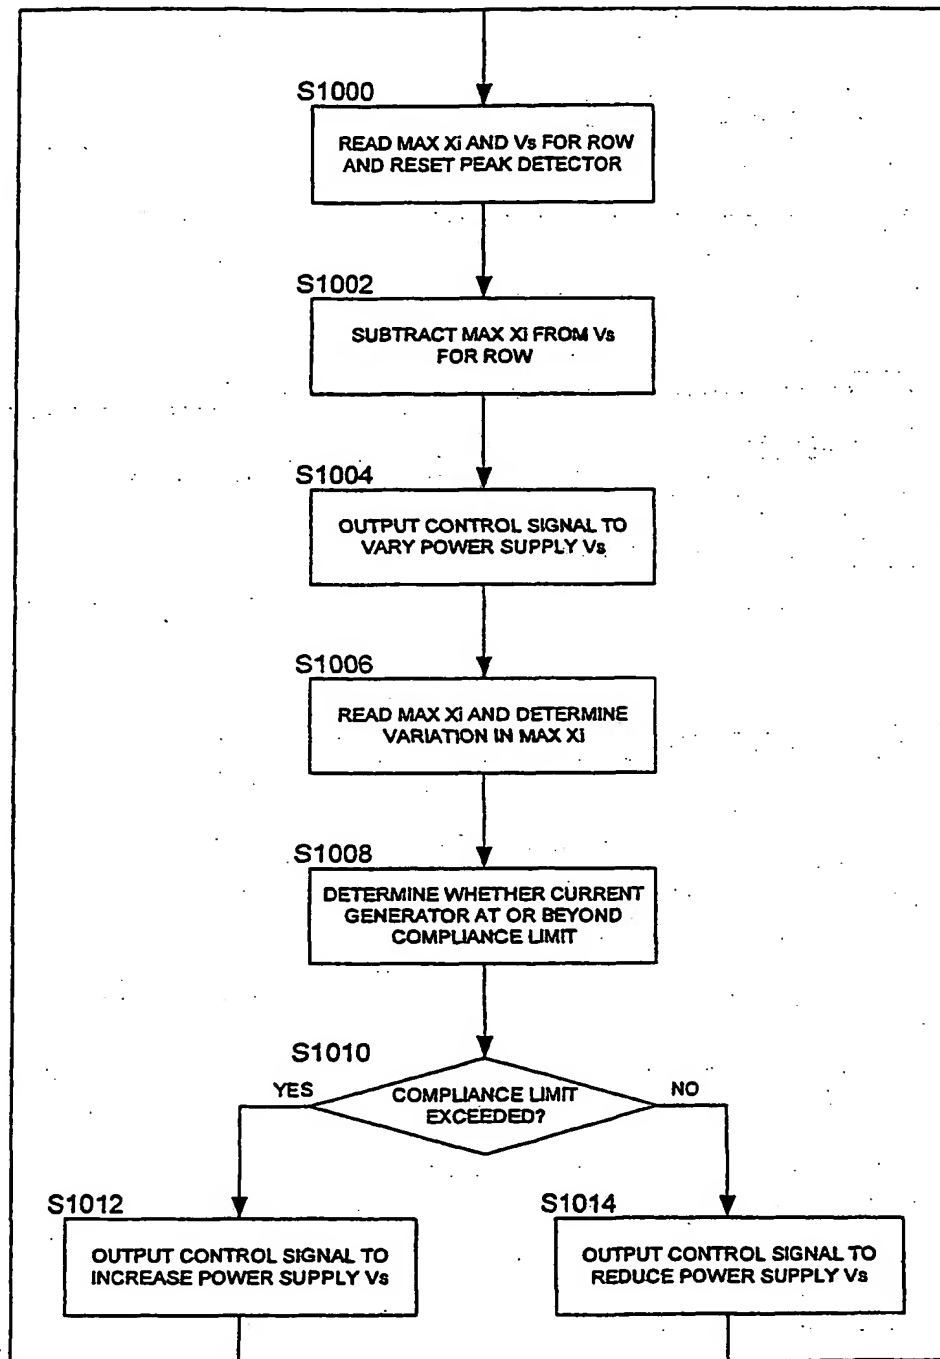 S1000
READ MAX Xi AND Vs FOR ROW
AND RESET PEAK DETECTOR
S1002
SUBTRACT MAX Xi FROM Vs
FOR ROW
S1004
OUTPUT CONTROL SIGNAL TO
VARY POWER SUPPLY Vs
S1006
READ MAX Xi AND DETERMINE
VARIATION IN MAX Xi
S1008
DETERMINE WHETHER CURRENT
GENERATOR AT OR BEYOND
COMPLIANCE LIMIT
S1010
YES
COMPLIANCE LIMIT
EXCEEDED?
NO
S1012
OUTPUT CONTROL SIGNAL TO
INCREASE POWER SUPPLY Vs
S1014
OUTPUT CONTROL SIGNAL TO
REDUCE POWER SUPPLY Vs